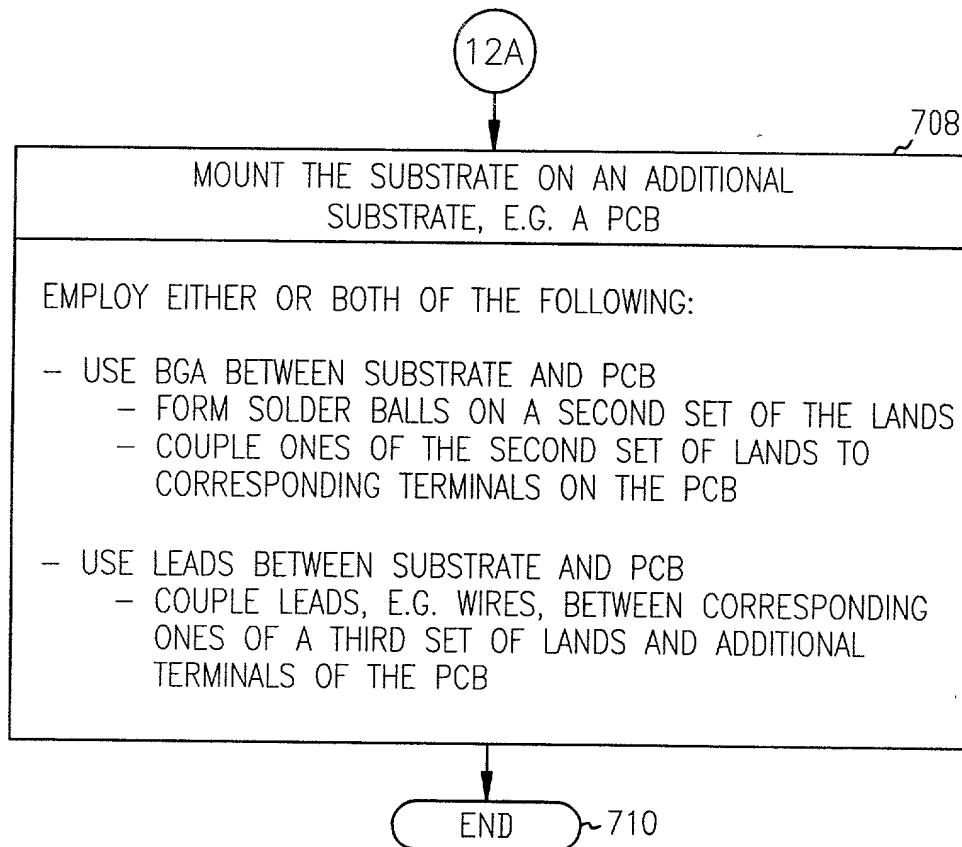 12A
708
MOUNT THE SUBSTRATE ON AN ADDITIONAL
SUBSTRATE, E.G. A PCB
EMPLOY EITHER OR BOTH OF THE FOLLOWING:
– USE BGA BETWEEN SUBSTRATE AND PCB
– FORM SOLDER BALLS ON A SECOND SET OF THE LANDS
– COUPLE ONES OF THE SECOND SET OF LANDS TO
CORRESPONDING TERMINALS ON THE PCB
– USE LEADS BETWEEN SUBSTRATE AND PCB
– COUPLE LEADS, E.G. WIRES, BETWEEN CORRESPONDING
ONES OF A THIRD SET OF LANDS AND ADDITIONAL
TERMINALS OF THE PCB
END
710